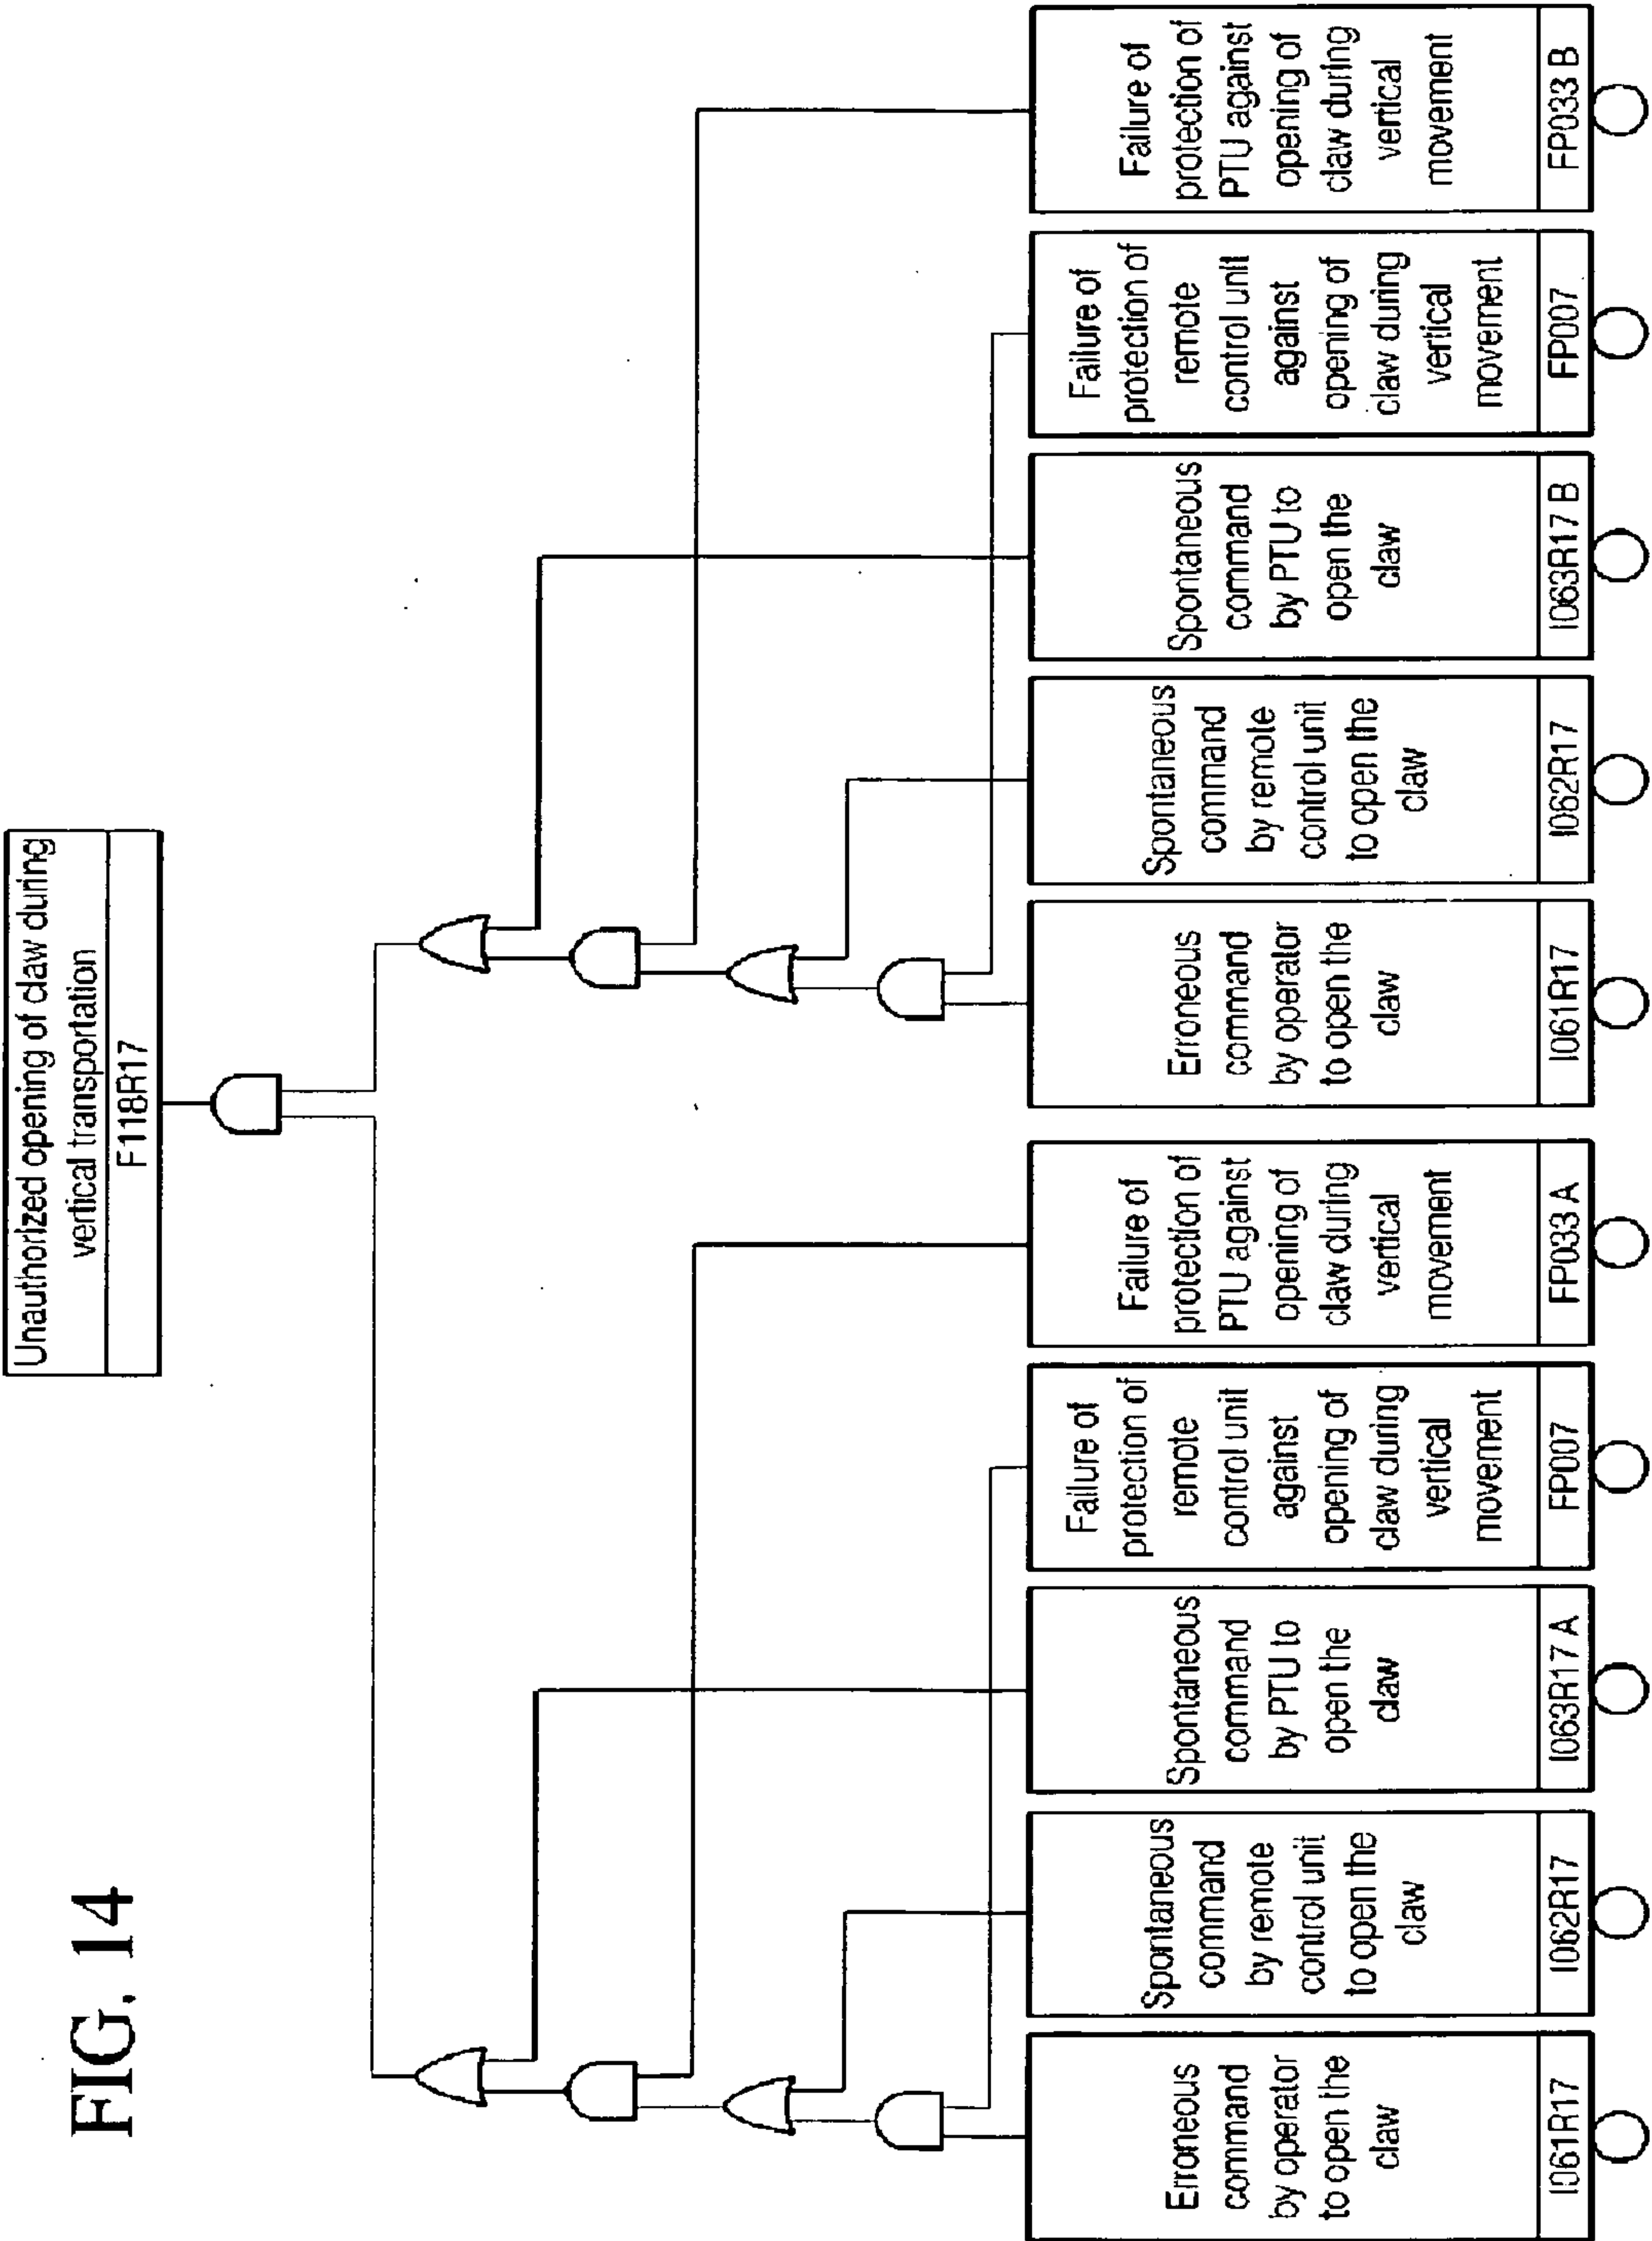 FIG. 14
Unauthorized opening of claw during
vertical transportation
F118R17
Erroneous
command
by operator
to open the
claw
I061R17
Spontaneous
command
by remote
control unit
to open the
claw
I062R17
Spontaneous
command
by PTU to
open the
claw
I063R17 A
Failure of
protection of
remote
control unit
against
opening of
claw during
vertical
movement
FP007
Failure of
protection of
PTU against
opening of
claw during
vertical
movement
FP033 A
Erroneous
command
by operator
to open the
claw
I061R17
Spontaneous
command
by remote
control unit
to open the
claw
I062R17
Spontaneous
command
by PTU to
open the
claw
I063R17 B
Failure of
protection of
remote
control unit
against
opening of
claw during
vertical
movement
FP007
Failure of
protection of
PTU against
opening of
claw during
vertical
movement
FP033 B